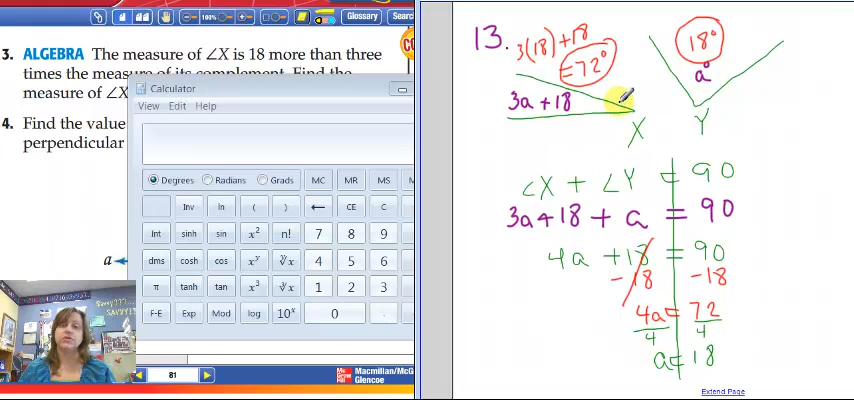 100%
Glossary Searc
3. ALGEBRA The measure of ∠X is 18 more than three
times the measure of its complement. Find the
measure of ∠X
4. Find the value
perpendicular
a
Calculator
View Edit Help
Degrees Radians Grads MC MR MS
Inv ln ( ) ← CE C
Int sinh sin x² n! 7 8 9
dms cosh cos xʸ ʸ√x 4 5 6
π tanh tan x³ ³√x 1 2 3
F-E Exp Mod log 10ˣ 0 .
SAVVY???
81
Macmillan/McG
Glencoe
13. 3(18)+18
=72°
18°
a°
3a+18
X
Y
∠X + ∠Y = 90
3a+18 + a = 90
4a +18 = 90
-18 -18
4a = 72
4 4
a = 18
Extend Page